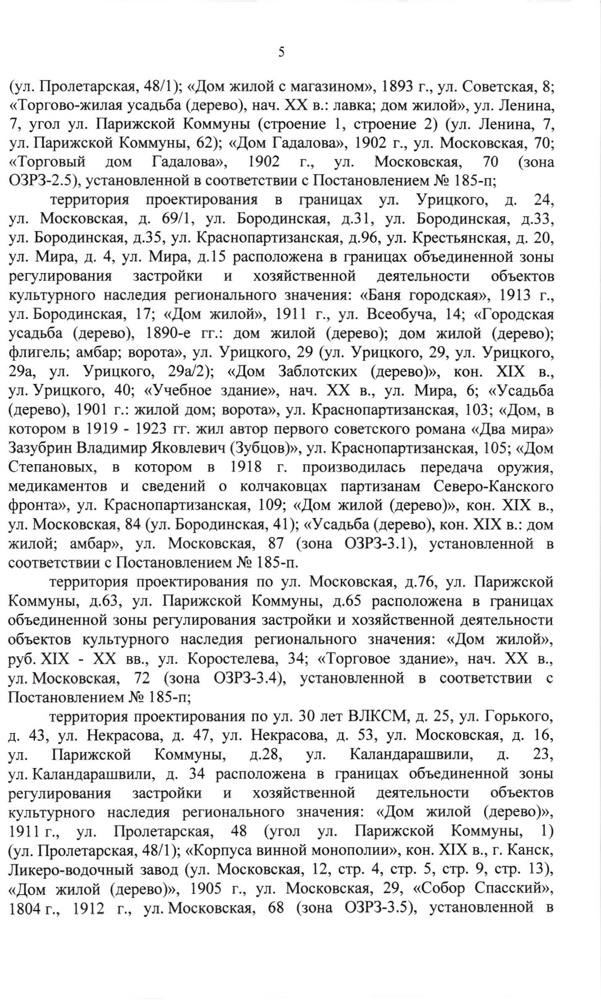 5
(ул. Пролетарская, 48/1); «Дом жилой с магазином», 1893 г., ул. Советская, 8;
«Торгово-жилая усадьба (дерево), нач. XX в.: лавка; дом жилой», ул. Ленина,
7, угол ул. Парижской Коммуны (строение 1, строение 2) (ул. Ленина, 7,
ул. Парижской Коммуны, 62); «Дом Гадалова», 1902 г., ул. Московская, 70;
«Торговый дом Гадалова», 1902 г., ул. Московская, 70 (зона
ОЗРЗ-2.5), установленной в соответствии с Постановлением № 185-п;
территория проектирования в границах ул. Урицкого, д. 24,
ул. Московская, д. 69/1, ул. Бородинская, д.31, ул. Бородинская, д.33,
ул. Бородинская, д.35, ул. Краснопартизанская, д.96, ул. Крестьянская, д. 20,
ул. Мира, д. 4, ул. Мира, д.15 расположена в границах объединенной зоны
регулирования застройки и хозяйственной деятельности объектов
культурного наследия регионального значения: «Баня городская», 1913 г.,
ул. Бородинская, 17; «Дом жилой», 1911 г., ул. Всеобуча, 14; «Городская
усадьба (дерево), 1890-е гг.: дом жилой (дерево); дом жилой (дерево);
флигель; амбар; ворота», ул. Урицкого, 29 (ул. Урицкого, 29, ул. Урицкого,
29а, ул. Урицкого, 29а/2); «Дом Заблотских (дерево)», кон. XIX в.,
ул. Урицкого, 40; «Учебное здание», нач. XX в., ул. Мира, 6; «Усадьба
(дерево), 1901 г.: жилой дом; ворота», ул. Краснопартизанская, 103; «Дом, в
котором в 1919 - 1923 гг. жил автор первого советского романа «Два мира»
Зазубрин Владимир Яковлевич (Зубцов)», ул. Краснопартизанская, 105; «Дом
Степановых, в котором в 1918 г. производилась передача оружия,
медикаментов и сведений о колчаковцах партизанам Северо-Канского
фронта», ул. Краснопартизанская, 109; «Дом жилой (дерево)», кон. XIX в.,
ул. Московская, 84 (ул. Бородинская, 41); «Усадьба (дерево), кон. XIX в.: дом
жилой; амбар», ул. Московская, 87 (зона ОЗРЗ-3.1), установленной в
соответствии с Постановлением № 185-п.
территория проектирования по ул. Московская, д.76, ул. Парижской
Коммуны, д.63, ул. Парижской Коммуны, д.65 расположена в границах
объединенной зоны регулирования застройки и хозяйственной деятельности
объектов культурного наследия регионального значения: «Дом жилой»,
руб. XIX - XX вв., ул. Коростелева, 34; «Торговое здание», нач. XX в.,
ул. Московская, 72 (зона ОЗРЗ-3.4), установленной в соответствии с
Постановлением № 185-п;
территория проектирования по ул. 30 лет ВЛКСМ, д. 25, ул. Горького,
д. 43, ул. Некрасова, д. 47, ул. Некрасова, д. 53, ул. Московская, д. 16,
ул. Парижской Коммуны, д.28, ул. Каландарашвили, д. 23,
ул. Каландарашвили, д. 34 расположена в границах объединенной зоны
регулирования застройки и хозяйственной деятельности объектов
культурного наследия регионального значения: «Дом жилой (дерево)»,
1911 г., ул. Пролетарская, 48 (угол ул. Парижской Коммуны, 1)
(ул. Пролетарская, 48/1); «Корпуса винной монополии», кон. XIX в., г. Канск,
Ликеро-водочный завод (ул. Московская, 12, стр. 4, стр. 5, стр. 9, стр. 13),
«Дом жилой (дерево)», 1905 г., ул. Московская, 29, «Собор Спасский»,
1804 г., 1912 г., ул. Московская, 68 (зона ОЗРЗ-3.5), установленной в